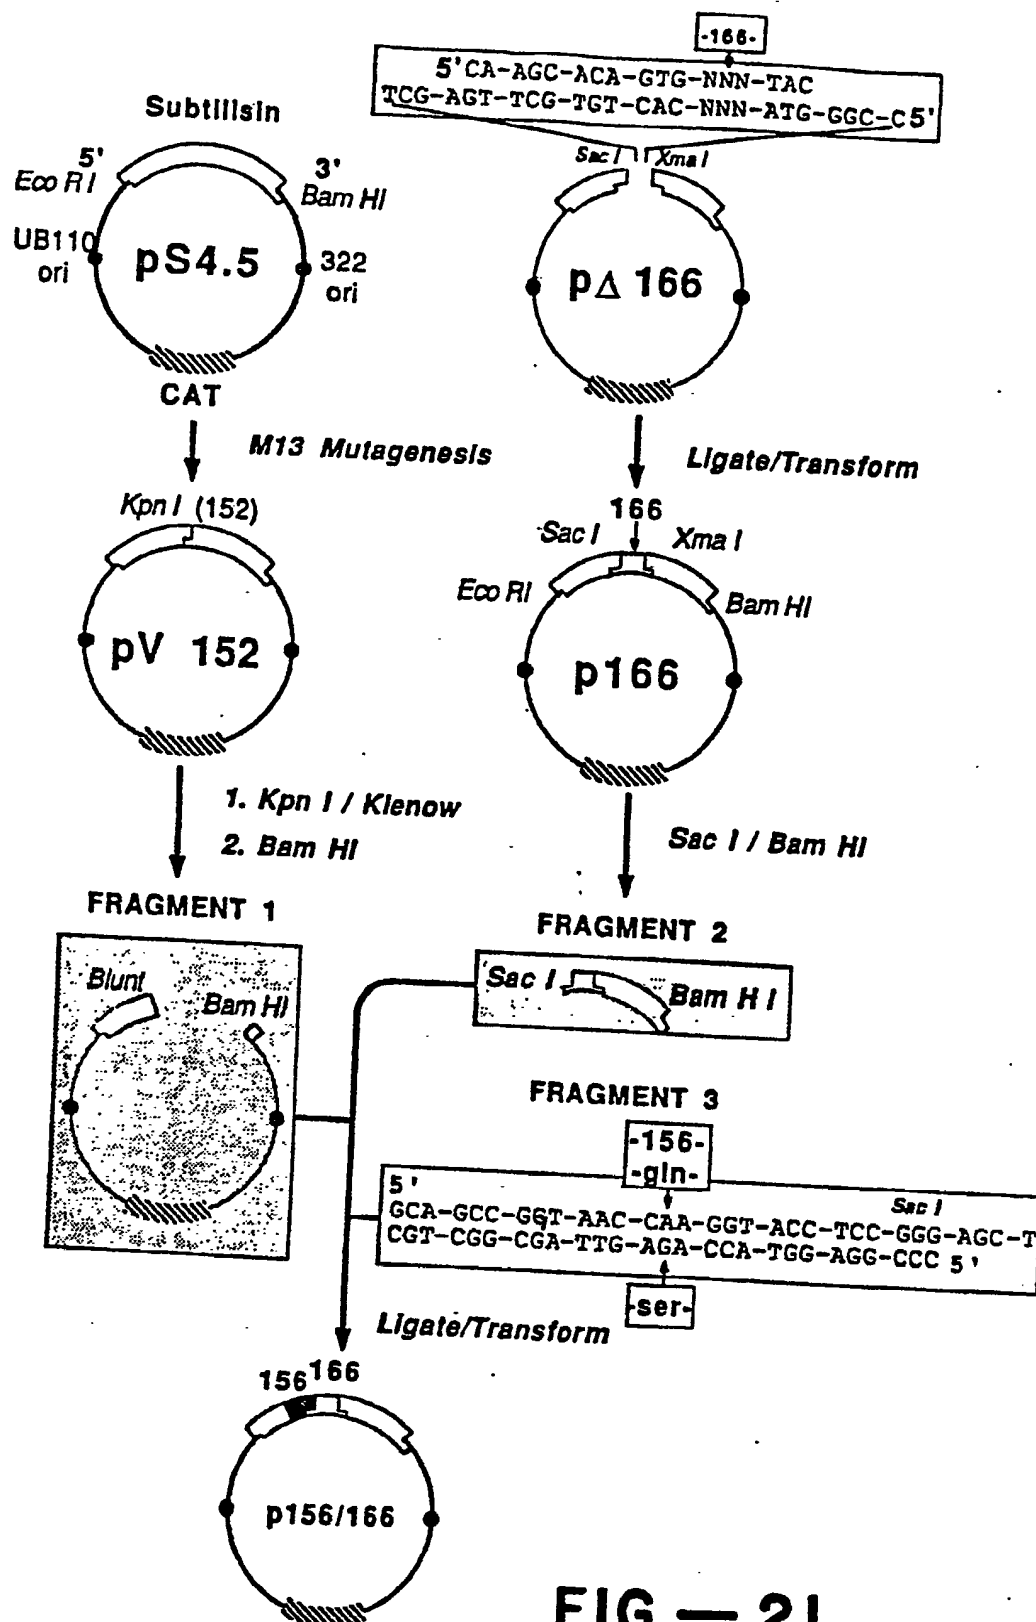 -166-
5'CA-AGC-ACA-GTG-NNN-TAC
TCG-AGT-TCG-TGT-CAC-NNN-ATG-GGC-C5'
Subtilisin
5'
3'
Eco RI
Bam HI
UB110
ori
pS4.5
322
ori
CAT
Sac I
Xma I
p△ 166
M13 Mutagenesis
Ligate/Transform
Kpn I (152)
pV 152
166
Sac I
Xma I
Eco RI
Bam HI
p166
1. Kpn I / Klenow
2. Bam HI
Sac I / Bam HI
FRAGMENT 1
Blunt
Bam HI
FRAGMENT 2
Sac I
Bam H I
FRAGMENT 3
-156-
-gln-
5'
Sac I
GCA-GCC-GGT-AAC-CAA-GGT-ACC-TCC-GGG-AGC-T
CGT-CGG-CGA-TTG-AGA-CCA-TGG-AGG-CCC 5'
-ser-
Ligate/Transform
156 166
p156/166
FIG — 21